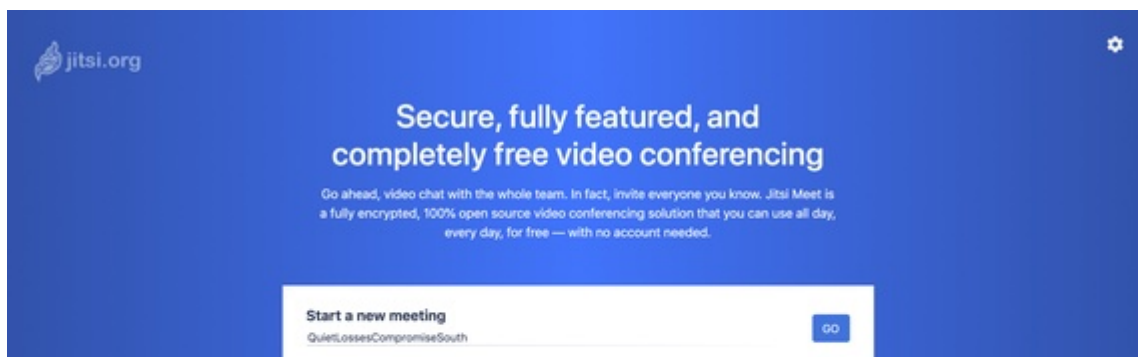 jitsi.org
Secure, fully featured, and
completely free video conferencing
Go ahead, video chat with the whole team. In fact, invite everyone you know. Jitsi Meet is
a fully encrypted, 100% open source video conferencing solution that you can use all day,
every day, for free — with no account needed.
Start a new meeting
QuietLossesCompromiseSouth
GO